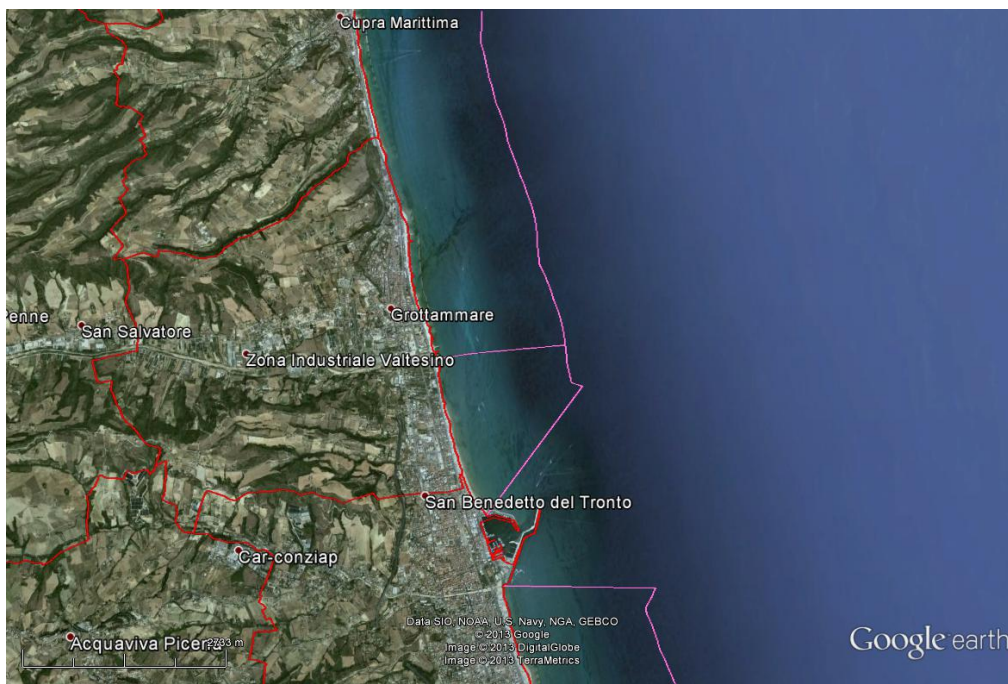 Cupra Marittima
Grottammare
enne
San Salvatore
Zona Industriale Valtesino
San Benedetto del Tronto
Car-conziap
Acquaviva Picena
2793 m
Data SIO, NOAA, U.S. Navy, NGA, GEBCO
© 2013 Google
Image © 2013 DigitalGlobe
Image © 2013 TerraMetrics
Google earth